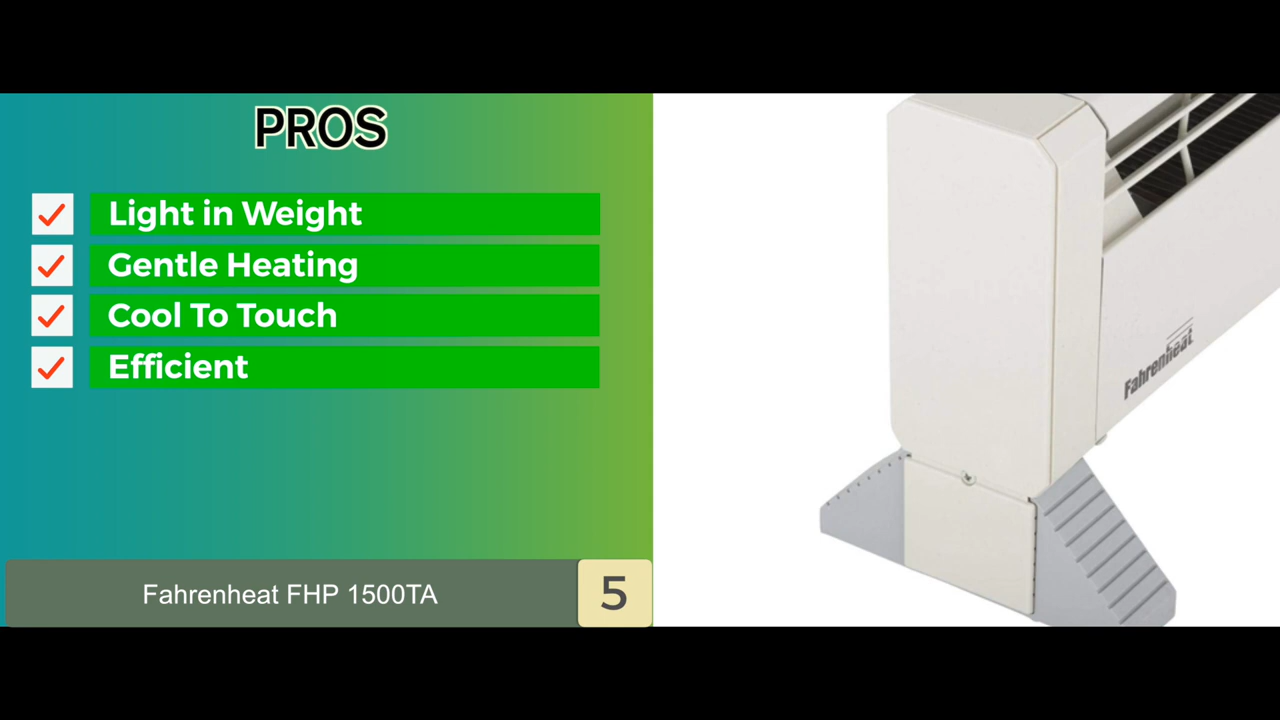 PROS
Light in Weight
Gentle Heating
Cool To Touch
Efficient
Fahrenheat FHP 1500TA
5
Fahrenheat